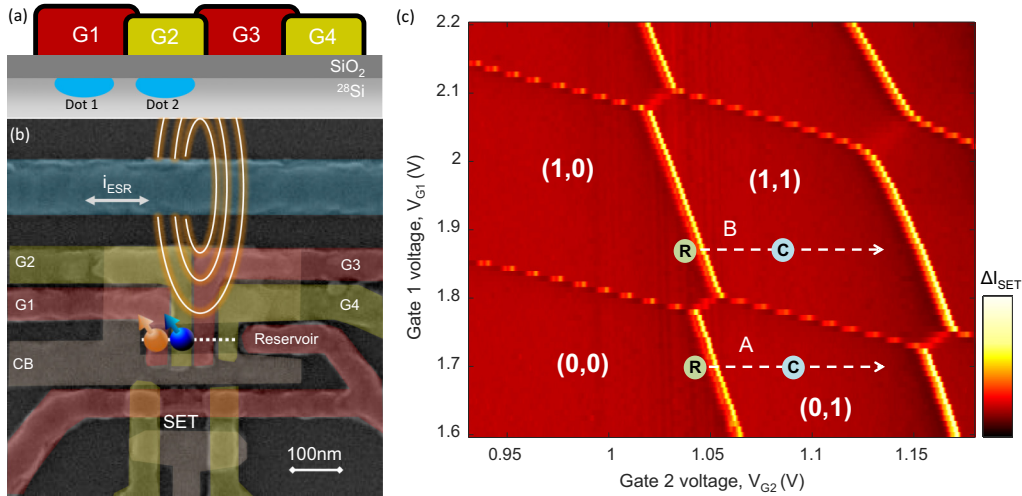 (a)
G1 G2 G3 G4
SiO2
28Si
Dot 1 Dot 2
(b)
iESR
G2 G3
G1 G4
Reservoir
CB
SET
100nm
(c)
Gate 1 voltage, VG1 (V)
2.2
2.1
2
1.9
1.8
1.7
1.6
(1,0)
(1,1)
R B C
(0,0)
R A C
(0,1)
0.95 1 1.05 1.1 1.15
Gate 2 voltage, VG2 (V)
ΔISET